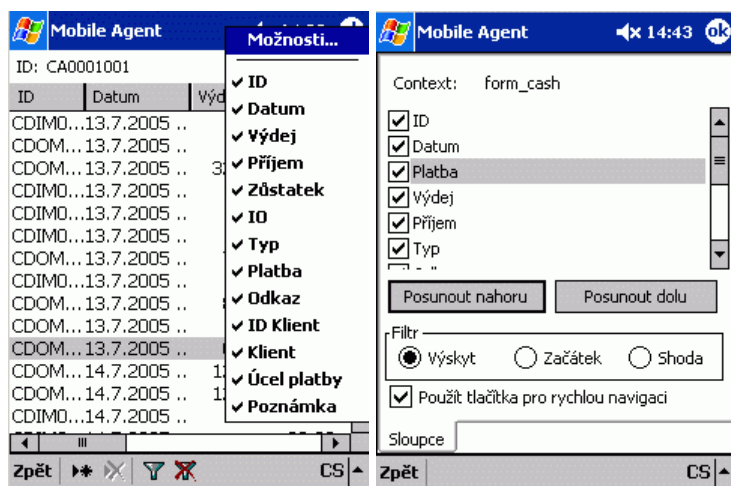 Mobile Agent
Možnosti...
ID: CA0001001
ID Datum
✓ ID
✓ Datum
✓ Výdej
✓ Příjem
✓ Zůstatek
✓ IO
✓ Typ
✓ Platba
✓ Odkaz
✓ ID Klient
✓ Klient
✓ Účel platby
✓ Poznámka
CDIM0...13.7.2005 ..
CDOM...13.7.2005 ..
CDOM...13.7.2005 ..
CDIM0...13.7.2005 ..
CDIM0...13.7.2005 ..
CDOM...13.7.2005 ..
CDIM0...13.7.2005 ..
CDOM...13.7.2005 ..
CDOM...13.7.2005 ..
CDOM...13.7.2005 ..
CDOM...14.7.2005 ..
CDOM...14.7.2005 ..
CDIM0...14.7.2005 ..
Zpět CS
Mobile Agent 14:43 ok
Context: form_cash
ID
Datum
Platba
Výdej
Příjem
Typ
Posunout nahoru Posunout dolu
Filtr
Výskyt Začátek Shoda
Použít tlačítka pro rychlou navigaci
Sloupce
Zpět CS